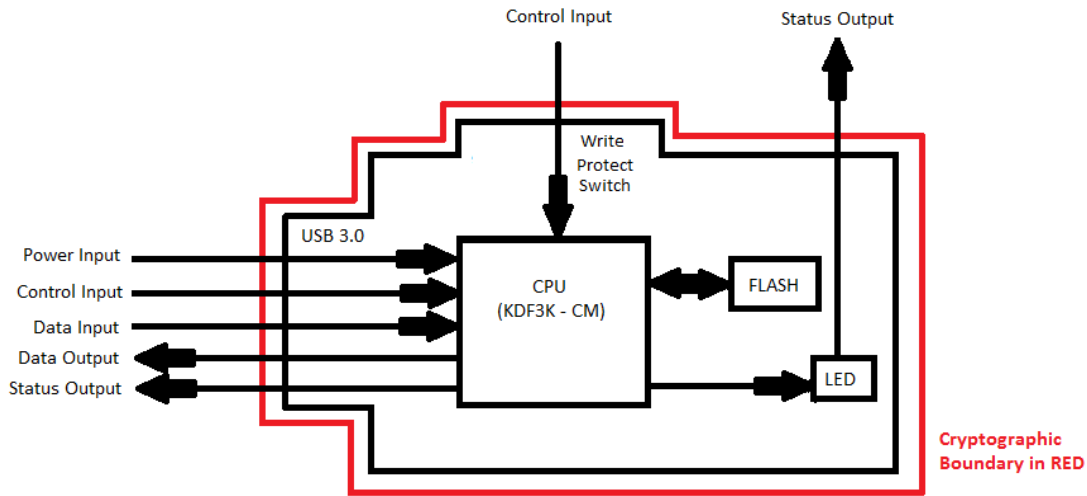 Control Input
Status Output
Write
Protect
Switch
USB 3.0
Power Input
Control Input
Data Input
Data Output
Status Output
CPU
(KDF3K - CM)
FLASH
LED
Cryptographic
Boundary in RED